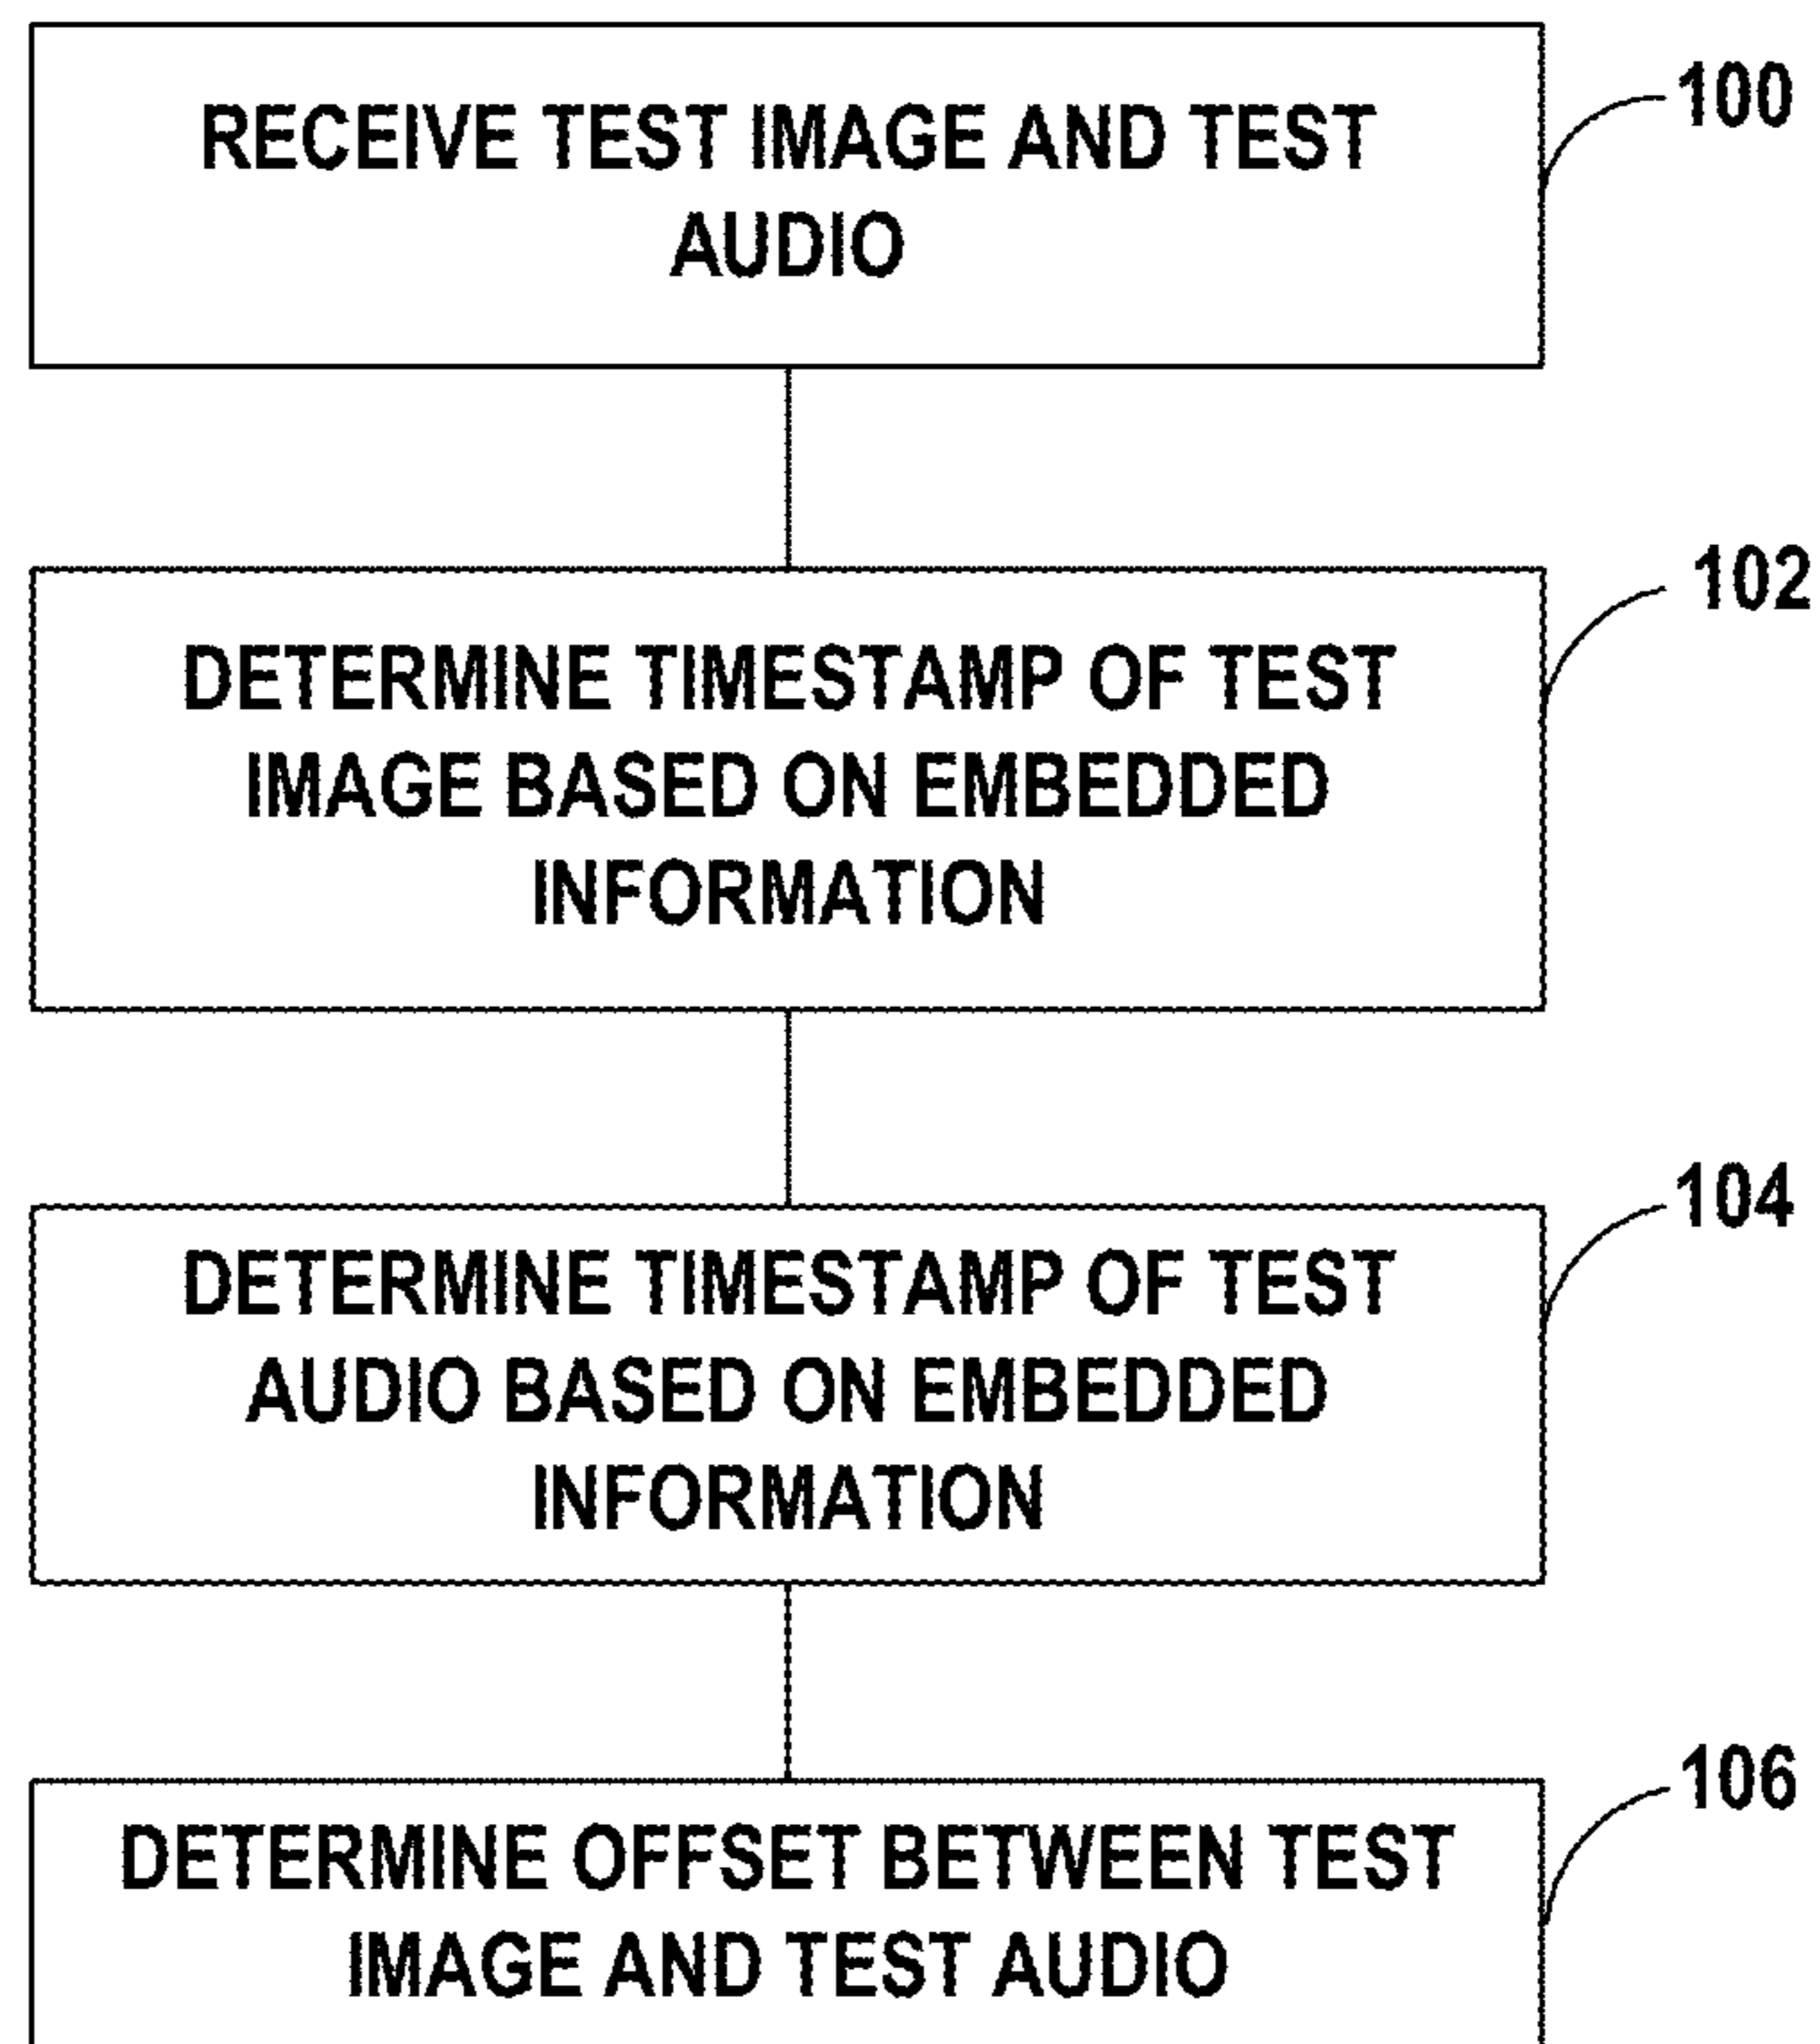 RECEIVE TEST IMAGE AND TEST
AUDIO
100
DETERMINE TIMESTAMP OF TEST
IMAGE BASED ON EMBEDDED
INFORMATION
102
DETERMINE TIMESTAMP OF TEST
AUDIO BASED ON EMBEDDED
INFORMATION
104
DETERMINE OFFSET BETWEEN TEST
IMAGE AND TEST AUDIO
106